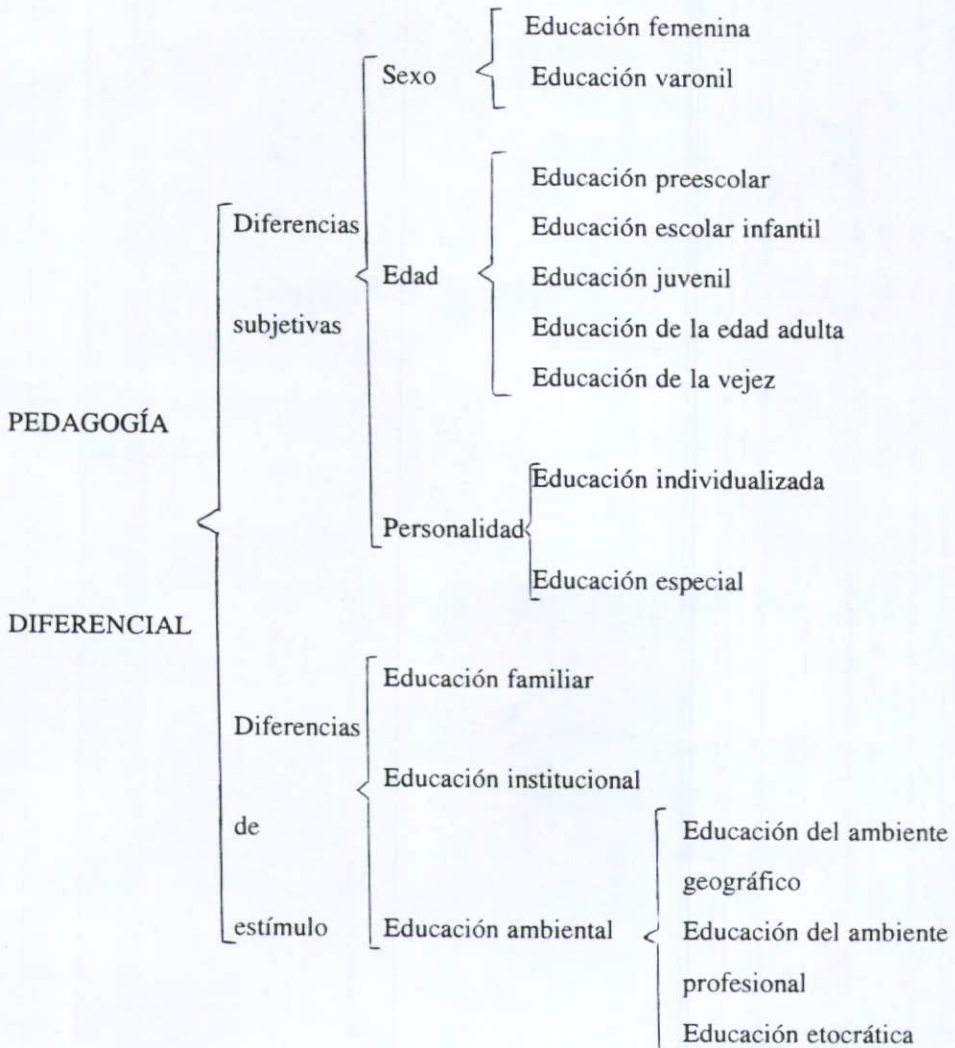 PEDAGOGÍA
DIFERENCIAL
Diferencias
subjetivas
Sexo
Educación femenina
Educación varonil
Edad
Educación preescolar
Educación escolar infantil
Educación juvenil
Educación de la edad adulta
Educación de la vejez
Personalidad
Educación individualizada
Educación especial
Diferencias
de
estímulo
Educación familiar
Educación institucional
Educación ambiental
Educación del ambiente
geográfico
Educación del ambiente
profesional
Educación etocrática